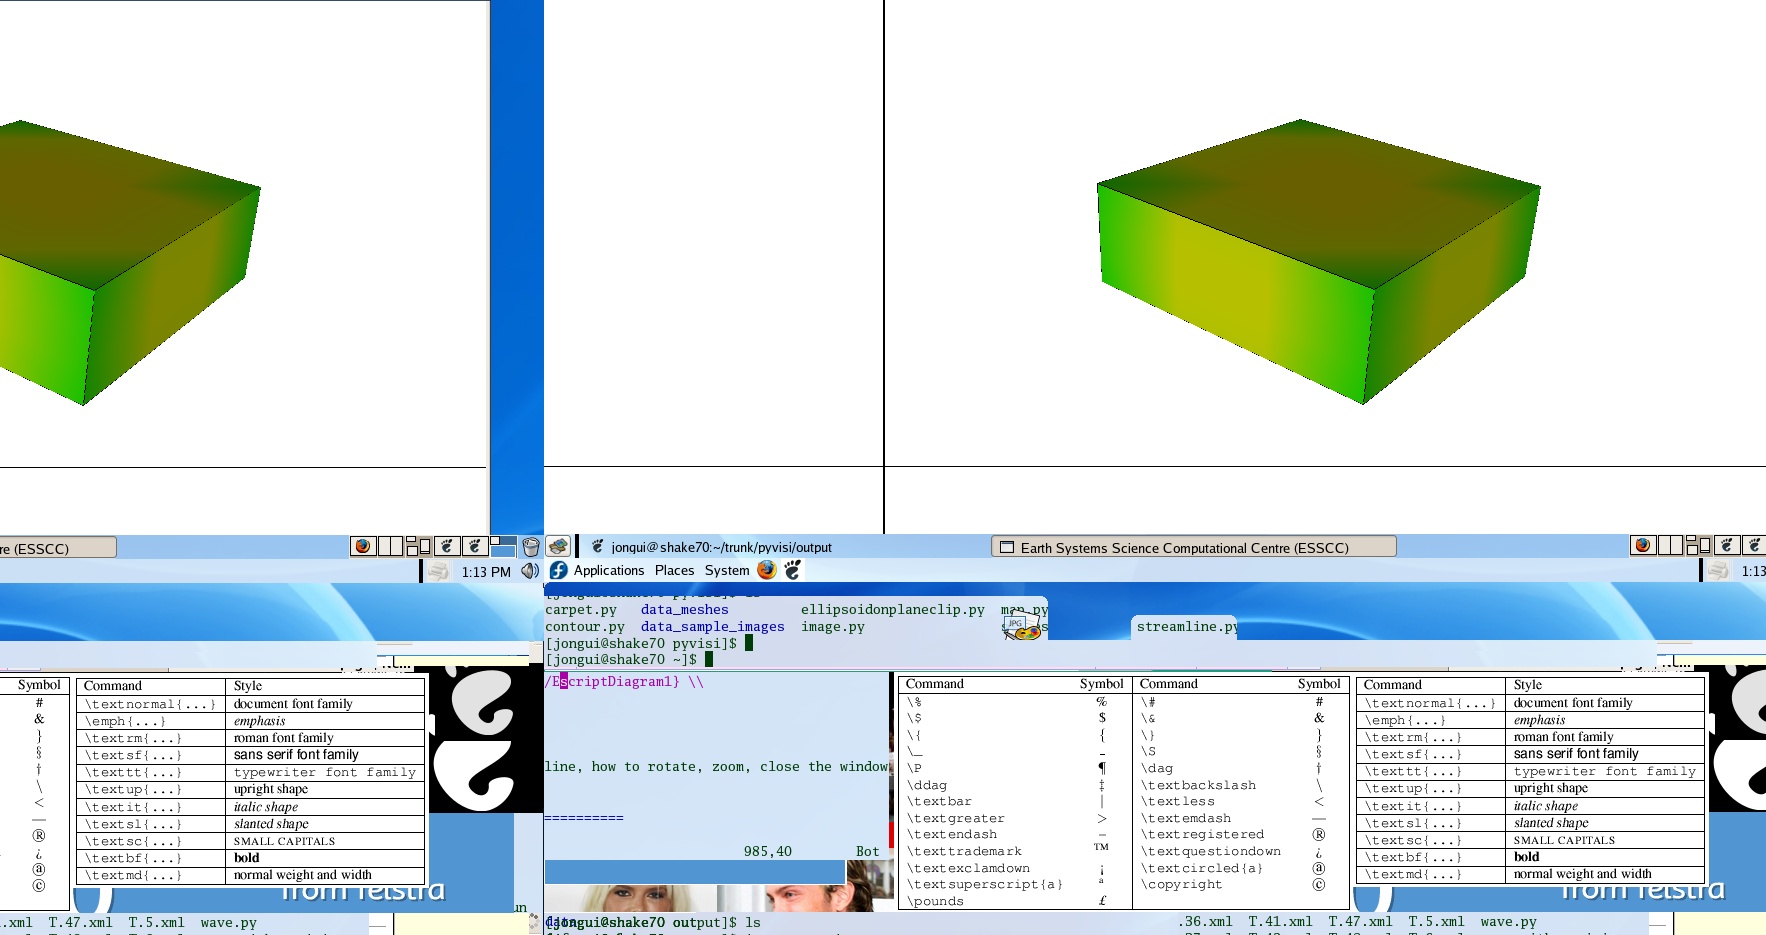 re (ESSCC)
jongui@shake70:~/trunk/pyvisi/output
Earth Systems Science Computational Centre (ESSCC)
1:13 PM
Applications Places System
1:13
carpet.py data_meshes ellipsoidonplaneclip.py map.py
contour.py data_sample_images image.py
streamline.py
[jongui@shake70 pyvisi]$
[jongui@shake70 ~]$
Symbol
#
&
}
§
†
\
<
—
®
¿
ⓐ
©
Command Style
\textnormal{...} document font family
\emph{...} emphasis
\textrm{...} roman font family
\textsf{...} sans serif font family
\texttt{...} typewriter font family
\textup{...} upright shape
\textit{...} italic shape
\textsl{...} slanted shape
\textsc{...} SMALL CAPITALS
\textbf{...} bold
\textmd{...} normal weight and width
from Telstra
/EscriptDiagram1} \\
line, how to rotate, zoom, close the window
==========
985,40 Bot
Command Symbol Command Symbol
\% % \# #
\$ $ \& &
\{ { \} }
\_ _ \S §
\P ¶ \dag †
\ddag ‡ \textbackslash \
\textbar | \textless <
\textgreater > \textemdash —
\textendash – \textregistered ®
\texttrademark ™ \textquestiondown ¿
\textexclamdown ¡ \textcircled{a} ⓐ
\textsuperscript{a} ª \copyright ©
\pounds £
Command Style
\textnormal{...} document font family
\emph{...} emphasis
\textrm{...} roman font family
\textsf{...} sans serif font family
\texttt{...} typewriter font family
\textup{...} upright shape
\textit{...} italic shape
\textsl{...} slanted shape
\textsc{...} SMALL CAPITALS
\textbf{...} bold
\textmd{...} normal weight and width
from Telstra
un
.xml T.47.xml T.5.xml wave.py
[jongui@shake70 output]$ ls
.36.xml T.41.xml T.47.xml T.5.xml wave.py